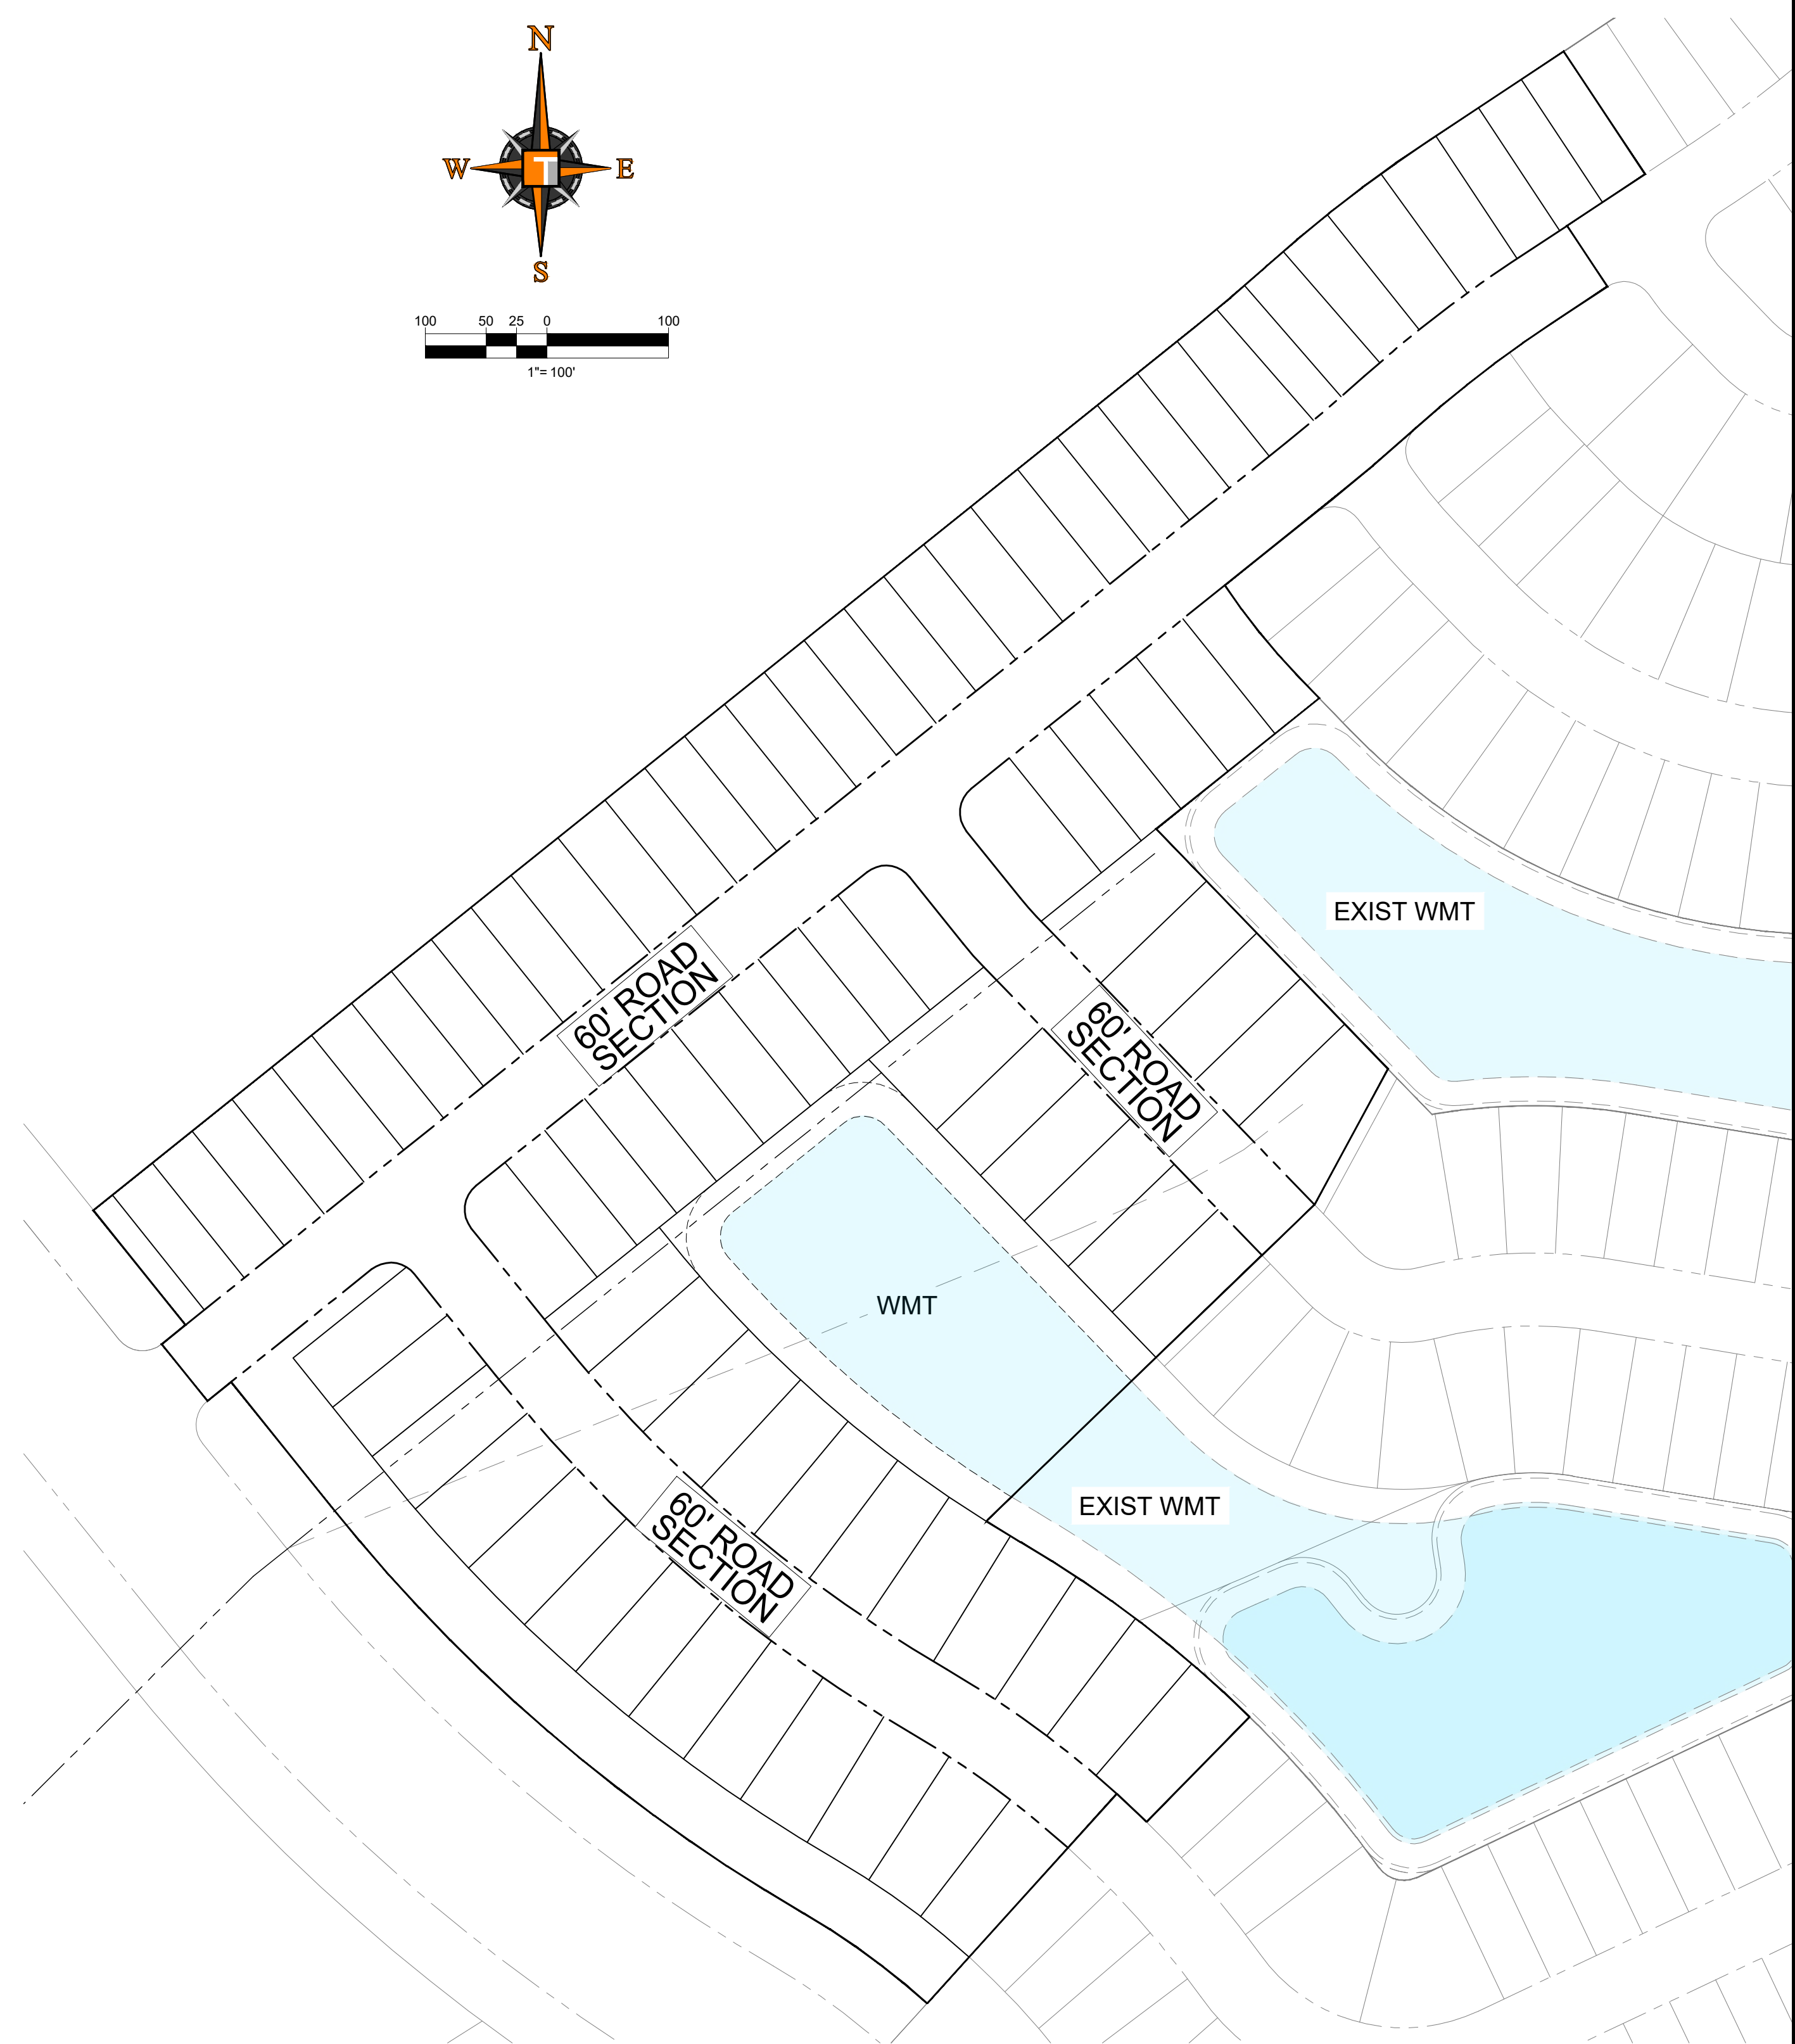 N
W
T
E
S
100 50 25 0 100
1"= 100'
EXIST WMT
60' ROAD
SECTION
60' ROAD
SECTION
WMT
EXIST WMT
60' ROAD
SECTION